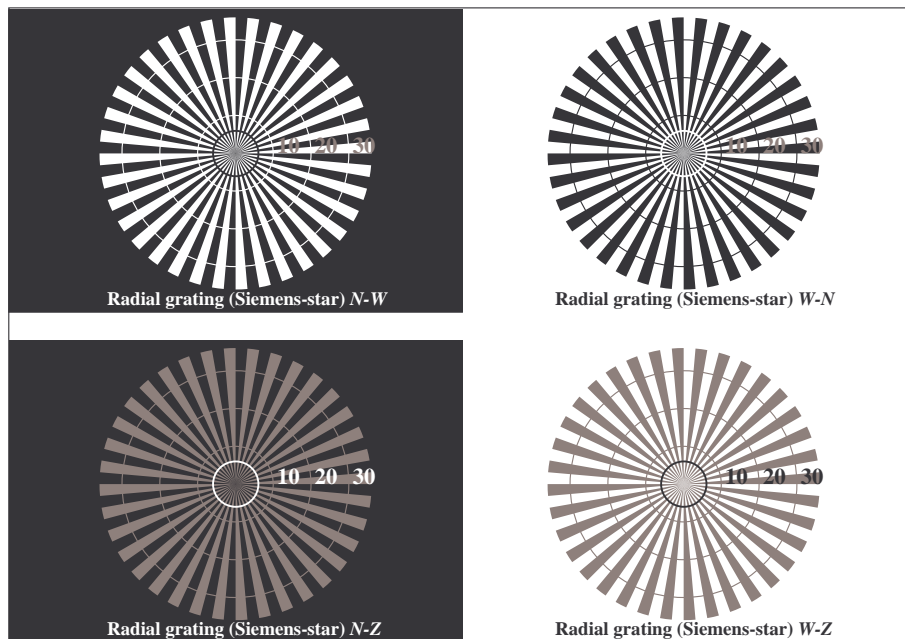 10 20 30
Radial grating (Siemens-star) N-W
10 20 30
Radial grating (Siemens-star) W-N
10 20 30
Radial grating (Siemens-star) N-Z
10 20 30
Radial grating (Siemens-star) W-Z